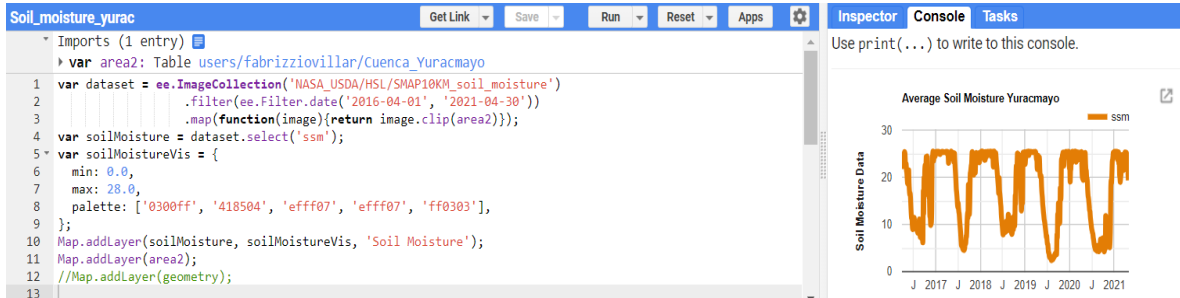 Soil_moisture_yurac
Get Link Save Run Reset Apps
Imports (1 entry)
var area2: Table users/fabrizziovillar/Cuenca_Yuracmayo
1 var dataset = ee.ImageCollection('NASA_USDA/HSL/SMAP10KM_soil_moisture')
2 .filter(ee.Filter.date('2016-04-01', '2021-04-30'))
3 .map(function(image){return image.clip(area2)});
4 var soilMoisture = dataset.select('ssm');
5 var soilMoistureVis = {
6 min: 0.0,
7 max: 28.0,
8 palette: ['0300ff', '418504', 'efff07', 'efff07', 'ff0303'],
9 };
10 Map.addLayer(soilMoisture, soilMoistureVis, 'Soil Moisture');
11 Map.addLayer(area2);
12 //Map.addLayer(geometry);
13
Inspector Console Tasks
Use print(...) to write to this console.
Average Soil Moisture Yuracmayo
ssm
Soil Moisture Data
30
20
10
0
J 2017 J 2018 J 2019 J 2020 J 2021